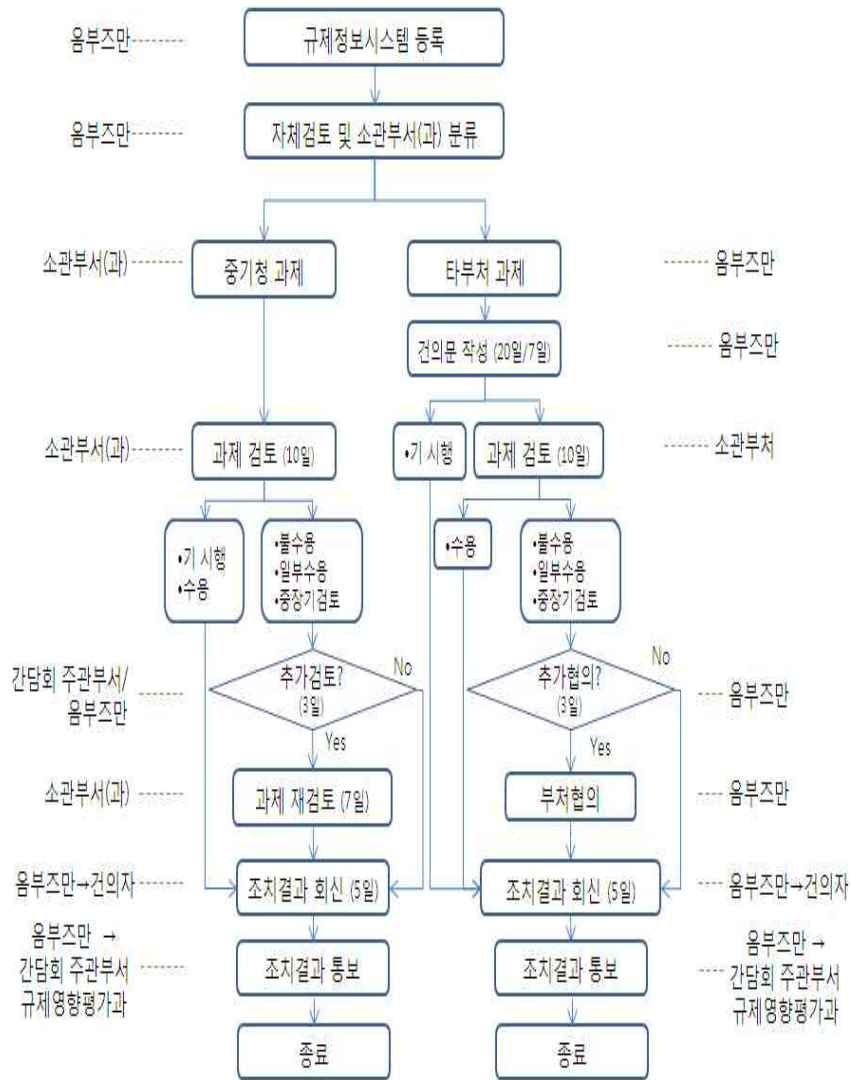 옴부즈만
규제정보시스템 등록
옴부즈만
자체검토 및 소관부서(과) 분류
소관부서(과)
중기청 과제
타부처 과제
옴부즈만
건의문 작성 (20일/7일)
옴부즈만
소관부서(과)
과제 검토 (10일)
•기 시행
과제 검토 (10일)
소관부처
•기 시행
•수용
•불수용
•일부수용
•중장기검토
•수용
•불수용
•일부수용
•중장기검토
간담회 주관부서/
옴부즈만
추가검토?
(3일)
No
Yes
추가협의?
(3일)
No
Yes
옴부즈만
소관부서(과)
과제 재검토 (7일)
부처협의
옴부즈만
옴부즈만→건의자
조치결과 회신 (5일)
조치결과 회신 (5일)
옴부즈만→건의자
옴부즈만 →
간담회 주관부서
규제영향평가과
조치결과 통보
조치결과 통보
옴부즈만 →
간담회 주관부서
규제영향평가과
종료
종료